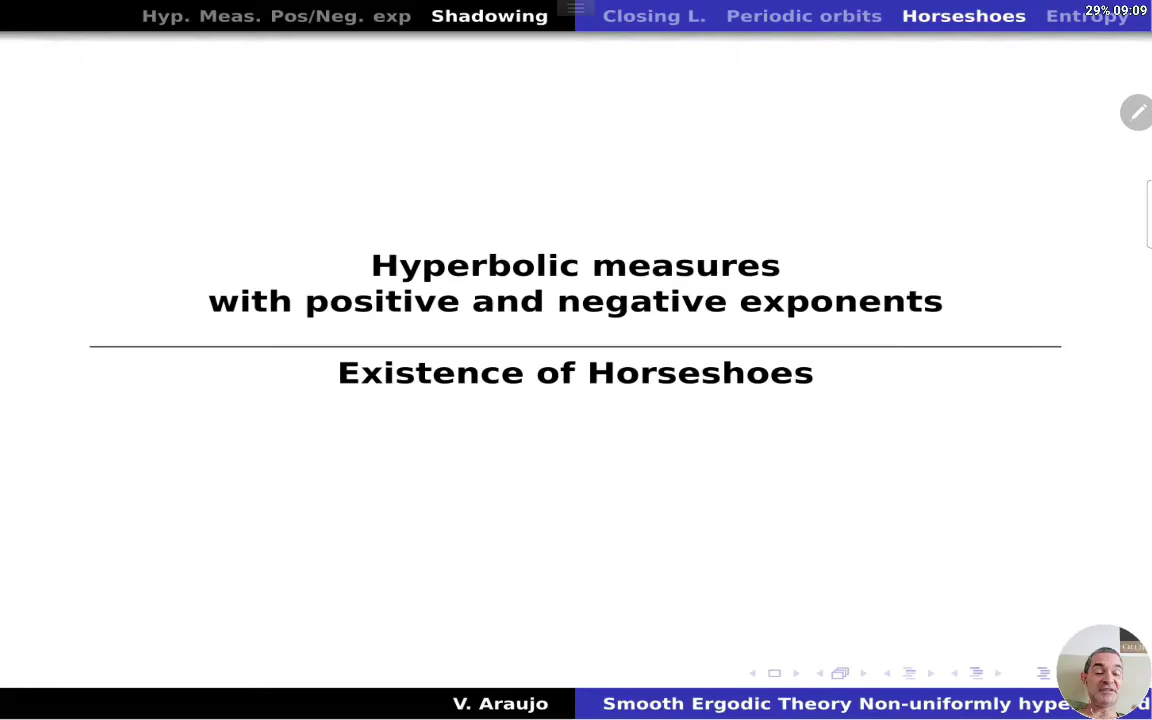 Hyp. Meas. Pos/Neg. exp Shadowing Closing L. Periodic orbits Horseshoes Entropy
29% 09:09
Hyperbolic measures
with positive and negative exponents
Existence of Horseshoes
V. Araujo Smooth Ergodic Theory Non-uniformly